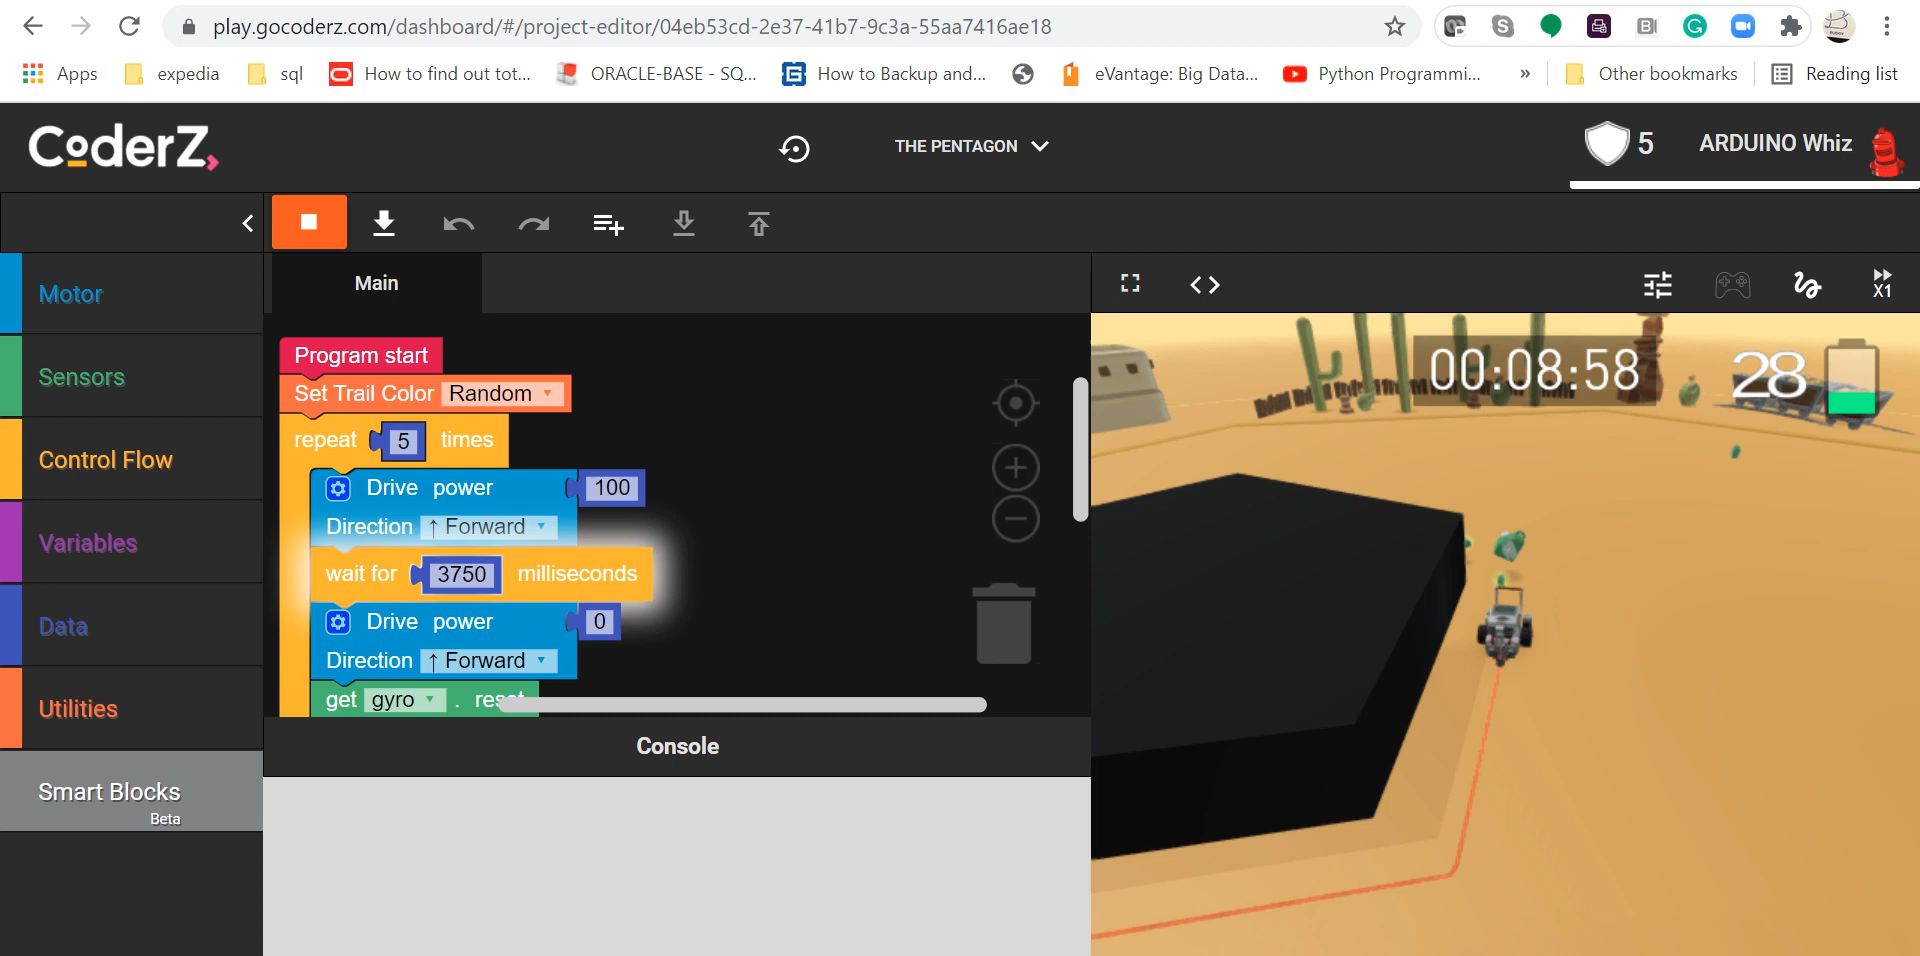 play.gocoderz.com/dashboard/#/project-editor/04eb53cd-2e37-41b7-9c3a-55aa7416ae18
Apps expedia sql How to find out tot... ORACLE-BASE - SQ... How to Backup and... eVantage: Big Data... Python Programmi... » Other bookmarks Reading list
CoderZ
THE PENTAGON
5
ARDUINO Whiz
Main
X1
Motor
Sensors
Control Flow
Variables
Data
Utilities
Smart Blocks
Beta
Program start
Set Trail Color Random
repeat 5 times
Drive power 100
Direction ↑ Forward
wait for 3750 milliseconds
Drive power 0
Direction ↑ Forward
get gyro . reset
Console
00:08:58
28